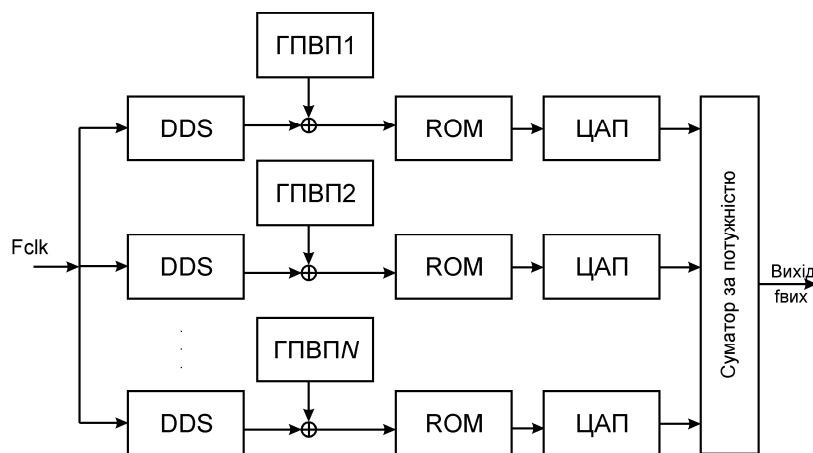 ГПВП1
DDS
ROM
ЦАП
ГПВП2
Fclk
DDS
ROM
ЦАП
Суматор за потужністю
Вихід
fвих
ГПВПN
DDS
ROM
ЦАП